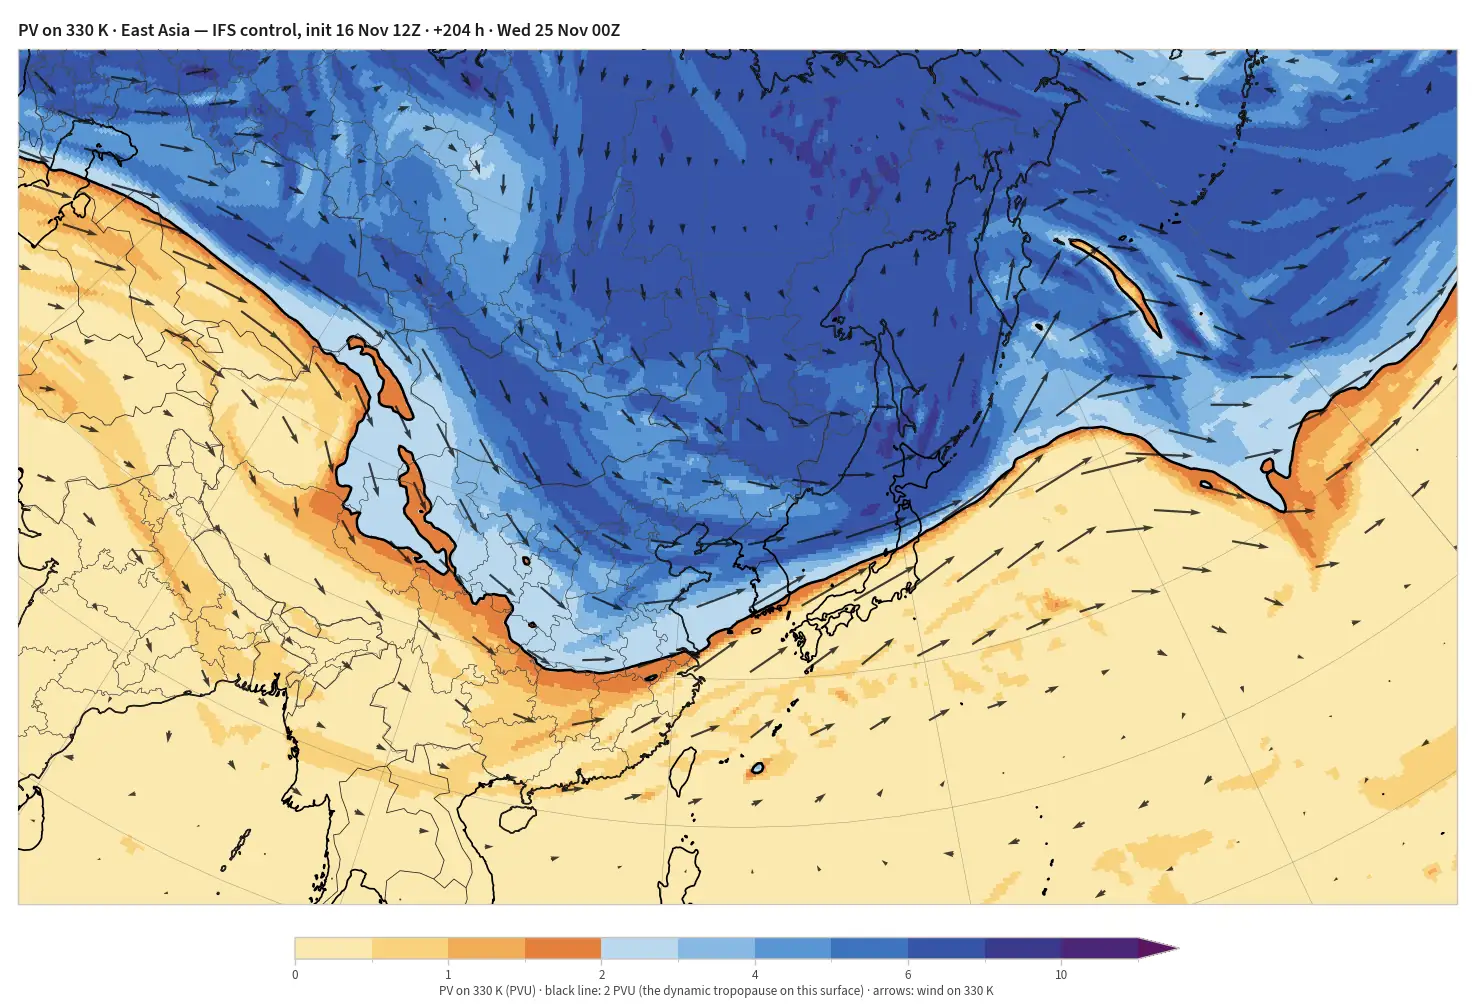 PV on 330 K · East Asia — IFS control, init 16 Nov 12Z · +204 h · Wed 25 Nov 00Z
0 1 2 4 6 10
PV on 330 K (PVU) · black line: 2 PVU (the dynamic tropopause on this surface) · arrows: wind on 330 K